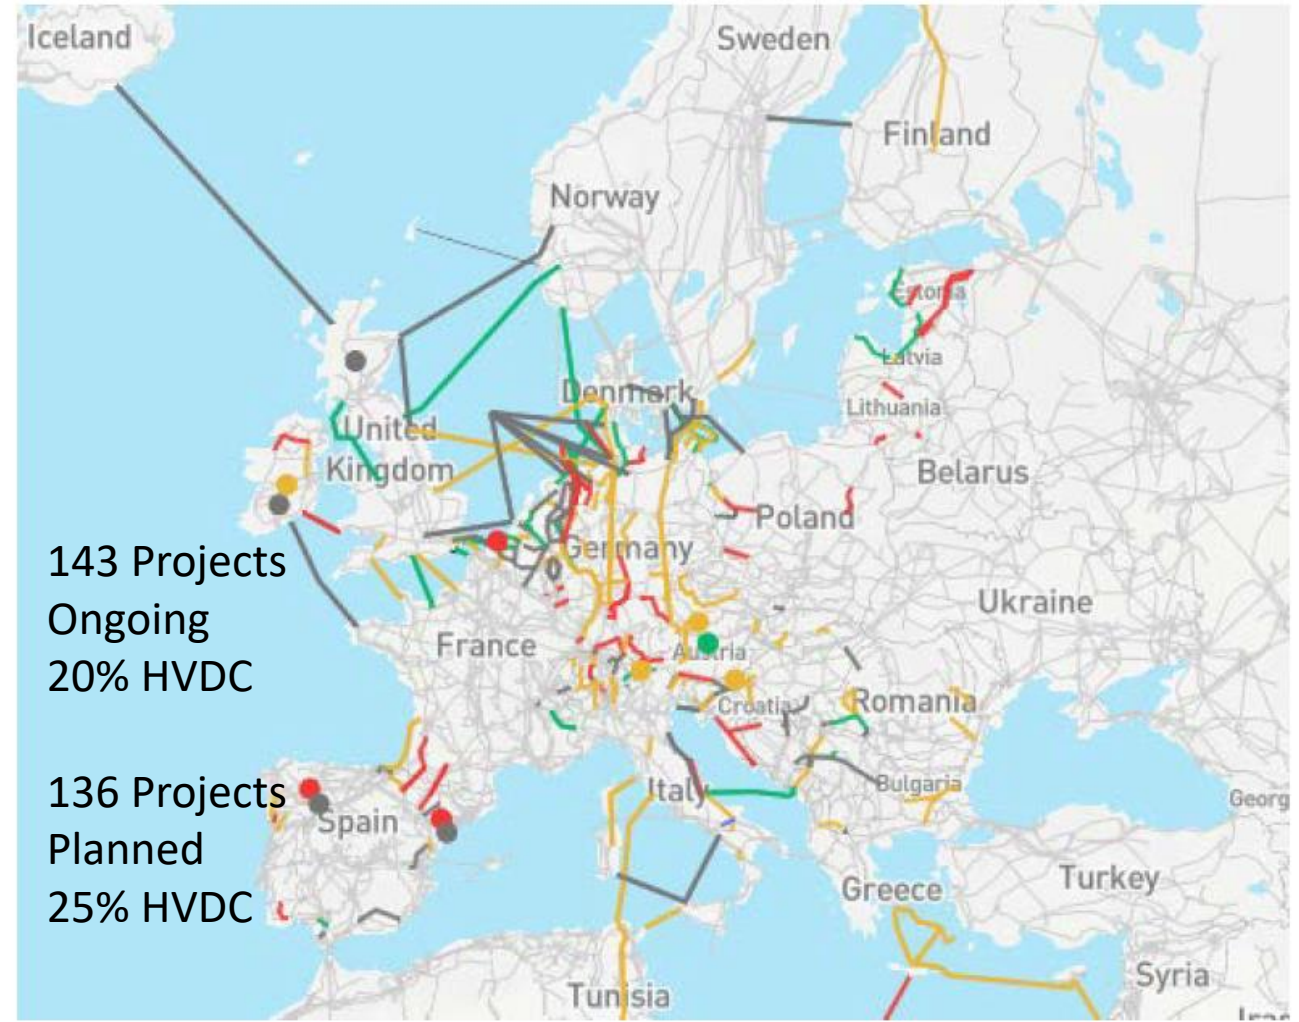 Iceland
Sweden
Finland
Norway
Estonia
Latvia
Denmark
Lithuania
United
Kingdom
Belarus
Poland
Germany
143 Projects
Ongoing
20% HVDC
Ukraine
France
Austria
Croatia
Romania
136 Projects
Planned
25% HVDC
Italy
Bulgaria
Georg
Spain
Turkey
Greece
Syria
Tunisia